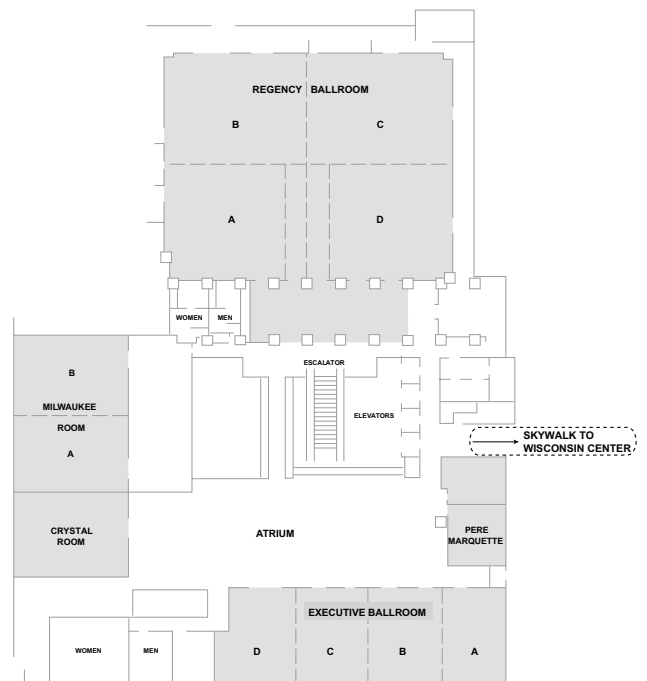 REGENCY BALLROOM
B
C
A
D
WOMEN
MEN
ESCALATOR
ELEVATORS
B
MILWAUKEE
ROOM
A
SKYWALK TO
WISCONSIN CENTER
CRYSTAL
ROOM
ATRIUM
PERE
MARQUETTE
EXECUTIVE BALLROOM
WOMEN
MEN
D
C
B
A